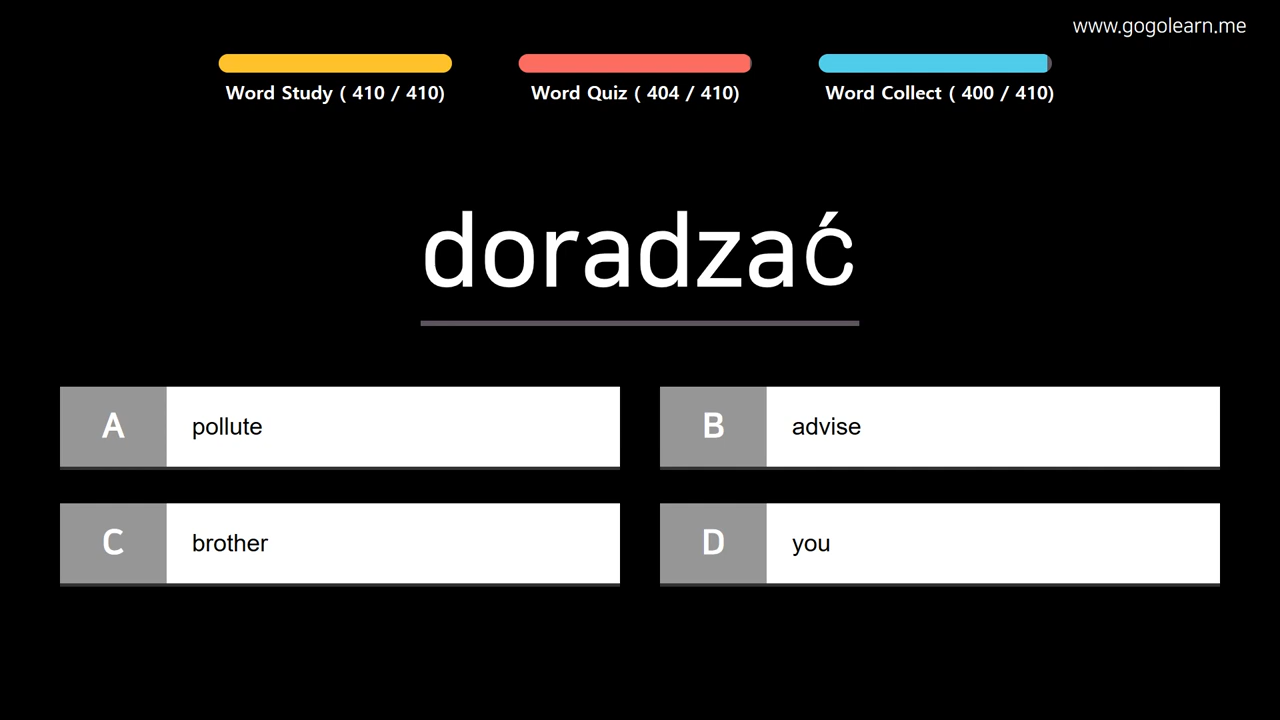 www.gogolearn.me
Word Study ( 410 / 410)
Word Quiz ( 404 / 410)
Word Collect ( 400 / 410)
doradzać
A pollute
B advise
C brother
D you